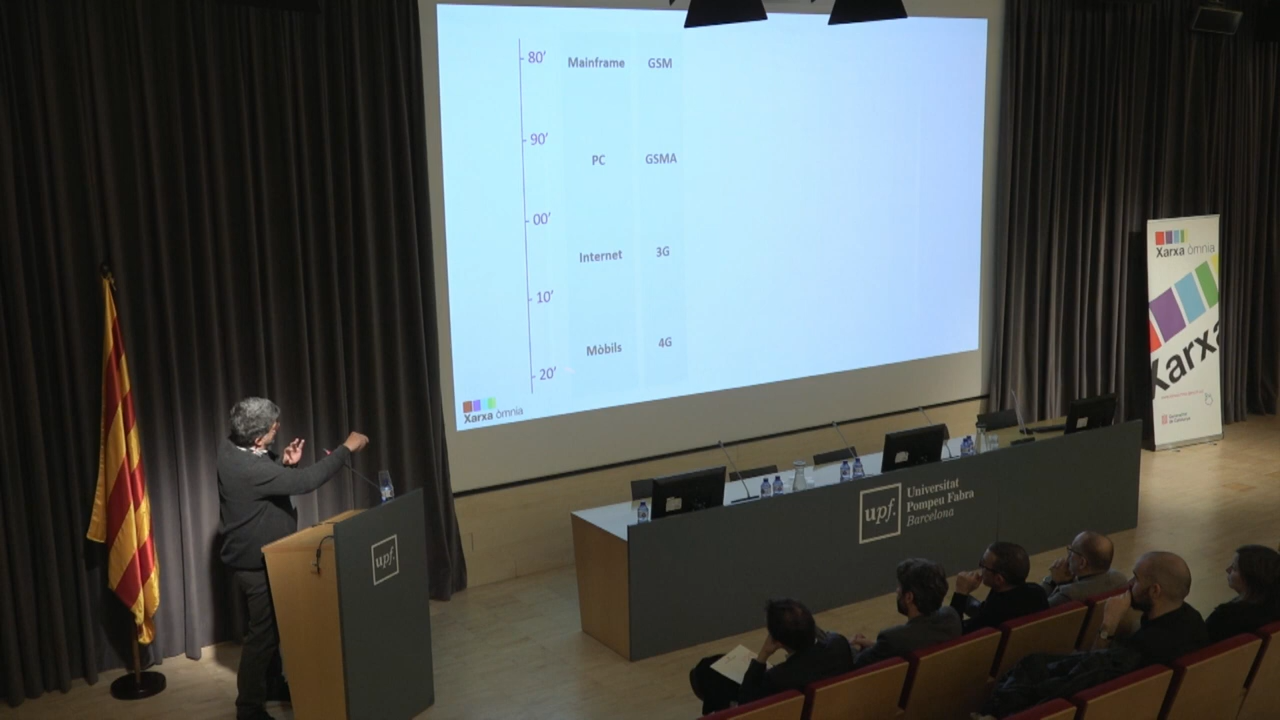 80'
Mainframe GSM
90'
PC GSMA
00'
Internet 3G
10'
Mòbils 4G
20'
Xarxa òmnia
upf.
upf.
Universitat
Pompeu Fabra
Barcelona
Xarxa òmnia
Xarxa